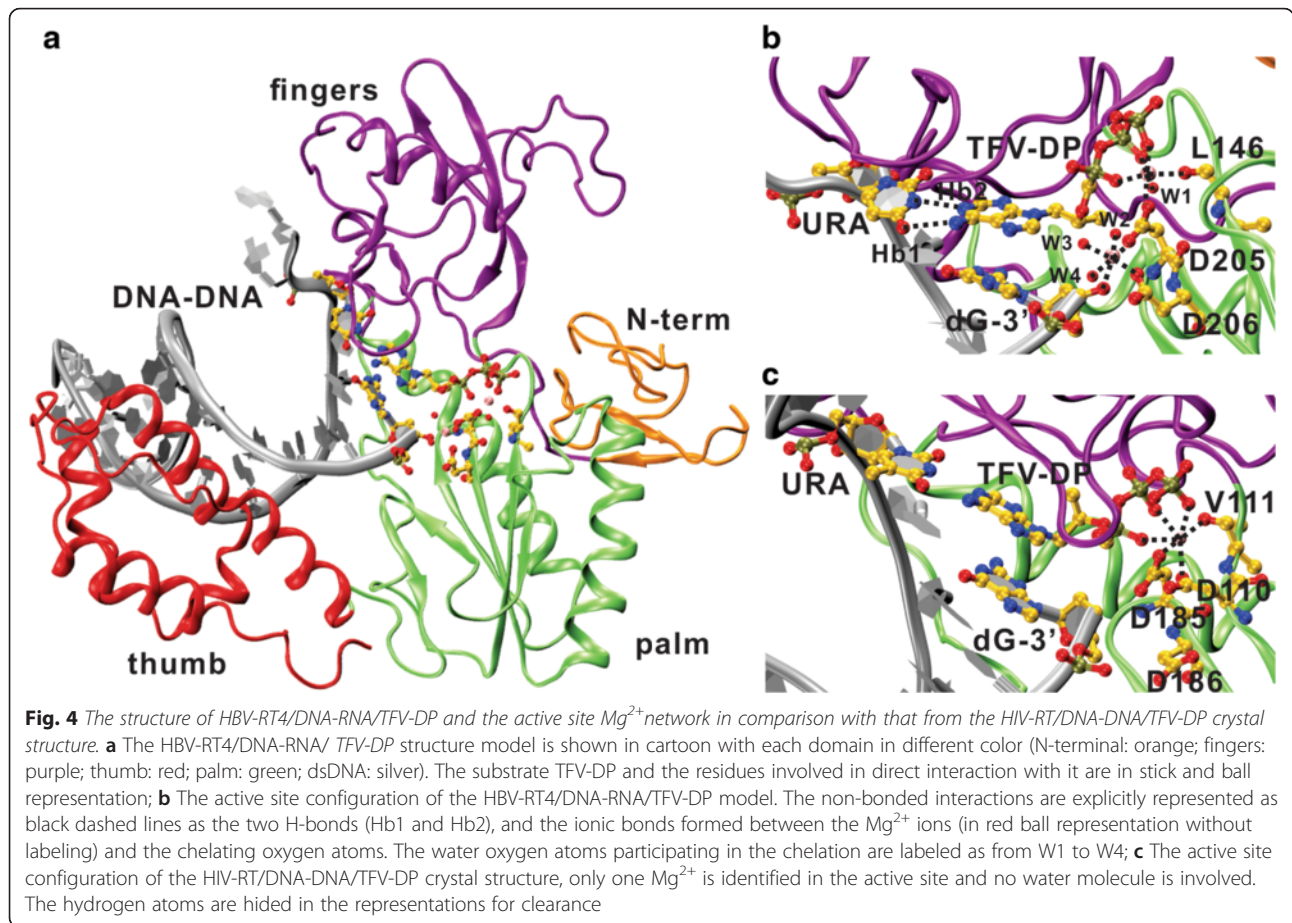 a
fingers
DNA-DNA
N-term
thumb
palm
b
TFV-DP
L146
Hb2
W1
URA
W2
W3
Hb1
W4
D205
dG-3'
D206
c
URA
TFV-DP
V111
D110
D185
dG-3'
D186
Fig. 4 The structure of HBV-RT4/DNA-RNA/TFV-DP and the active site Mg2+network in comparison with that from the HIV-RT/DNA-DNA/TFV-DP crystal
structure. a The HBV-RT4/DNA-RNA/ TFV-DP structure model is shown in cartoon with each domain in different color (N-terminal: orange; fingers:
purple; thumb: red; palm: green; dsDNA: silver). The substrate TFV-DP and the residues involved in direct interaction with it are in stick and ball
representation; b The active site configuration of the HBV-RT4/DNA-RNA/TFV-DP model. The non-bonded interactions are explicitly represented as
black dashed lines as the two H-bonds (Hb1 and Hb2), and the ionic bonds formed between the Mg2+ ions (in red ball representation without
labeling) and the chelating oxygen atoms. The water oxygen atoms participating in the chelation are labeled as from W1 to W4; c The active site
configuration of the HIV-RT/DNA-DNA/TFV-DP crystal structure, only one Mg2+ is identified in the active site and no water molecule is involved.
The hydrogen atoms are hided in the representations for clearance